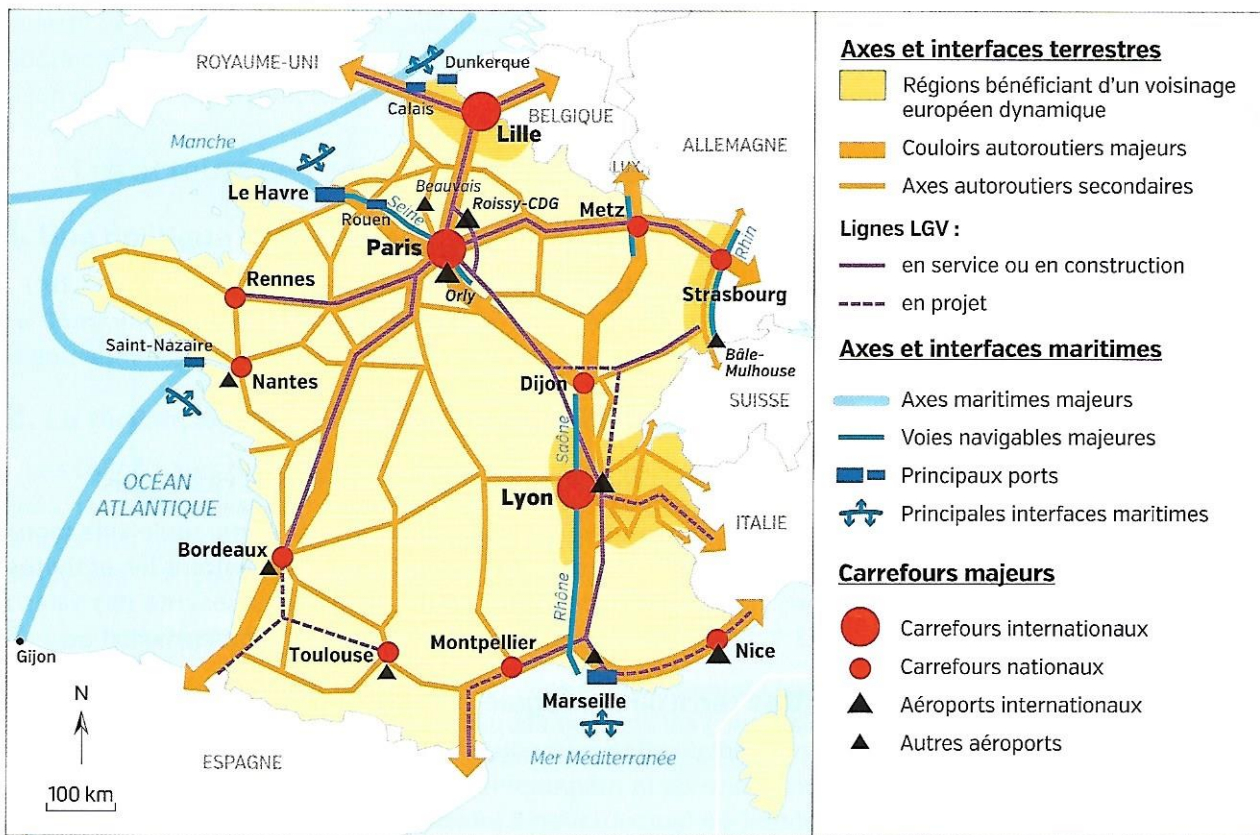 ROYAUME-UNI
Dunkerque
Calais
Lille
BELGIQUE
ALLEMAGNE
Manche
LUX.
Le Havre
Rouen
Seine
Beauvais
Roissy-CDG
Metz
Rhin
Paris
Orly
Strasbourg
Rennes
Saint-Nazaire
Nantes
Bâle-
Mulhouse
Dijon
SUISSE
Saône
OCÉAN
ATLANTIQUE
Lyon
ITALIE
Bordeaux
Rhône
Gijon
Toulouse
Montpellier
Nice
Marseille
N
ESPAGNE
Mer Méditerranée
100 km
Axes et interfaces terrestres
Régions bénéficiant d'un voisinage
européen dynamique
Couloirs autoroutiers majeurs
Axes autoroutiers secondaires
Lignes LGV :
en service ou en construction
en projet
Axes et interfaces maritimes
Axes maritimes majeurs
Voies navigables majeures
Principaux ports
Principales interfaces maritimes
Carrefours majeurs
Carrefours internationaux
Carrefours nationaux
Aéroports internationaux
Autres aéroports